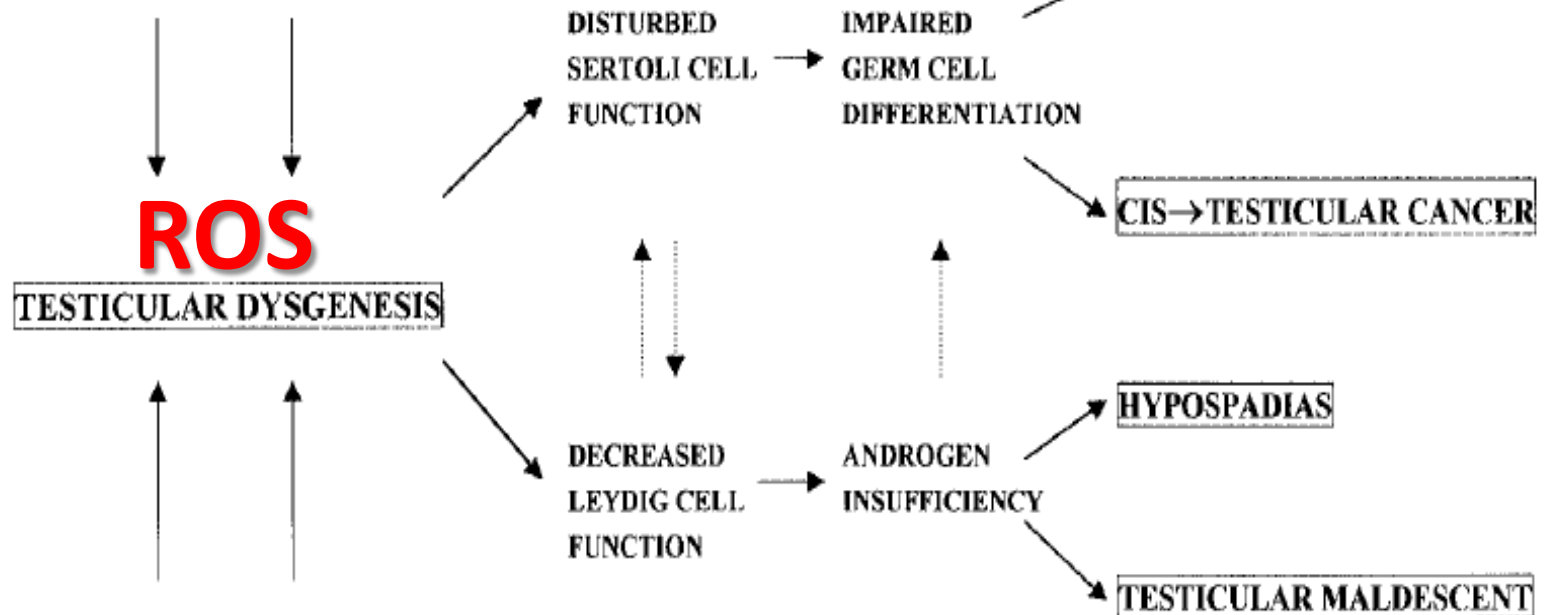 DISTURBED
SERTOLI CELL
FUNCTION
IMPAIRED
GERM CELL
DIFFERENTIATION
ROS
TESTICULAR DYSGENESIS
CIS→TESTICULAR CANCER
DECREASED
LEYDIG CELL
FUNCTION
ANDROGEN
INSUFFICIENCY
HYPOSPADIAS
TESTICULAR MALDESCENT